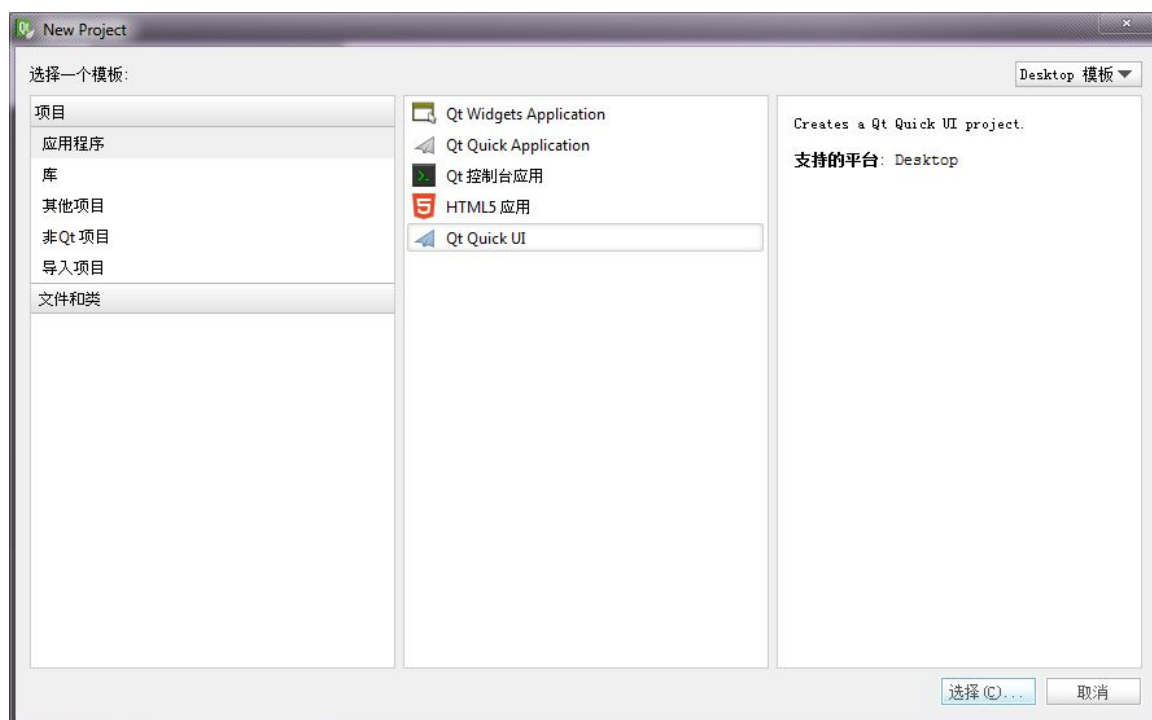 New Project
选择一个模板:
Desktop 模板
项目
应用程序
库
其他项目
非Qt 项目
导入项目
文件和类
Qt Widgets Application
Qt Quick Application
Qt 控制台应用
HTML5 应用
Qt Quick UI
Creates a Qt Quick UI project.
支持的平台: Desktop
选择(C)...
取消